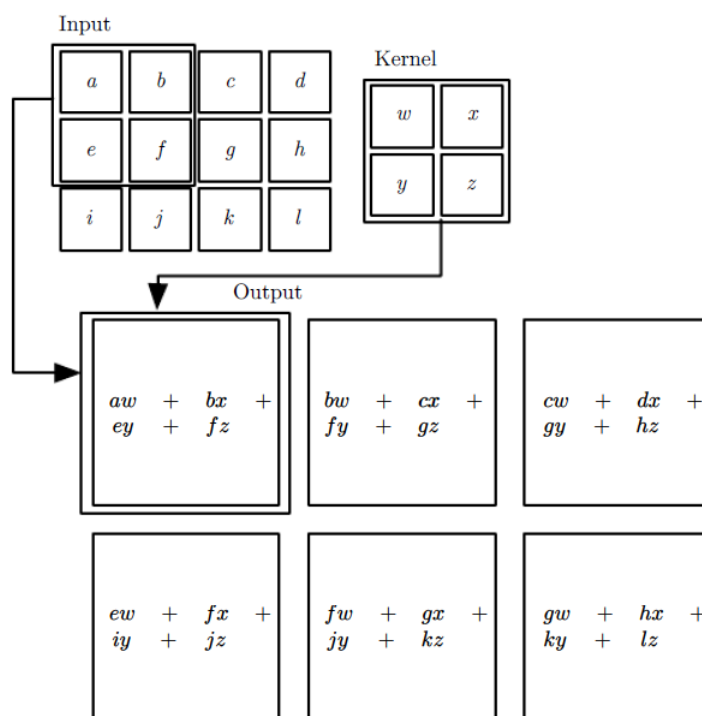 Input
a b c d
e f g h
i j k l
Kernel
w x
y z
Output
aw + bx +
ey + fz
bw + cx +
fy + gz
cw + dx +
gy + hz
ew + fx +
iy + jz
fw + gx +
jy + kz
gw + hx +
ky + lz